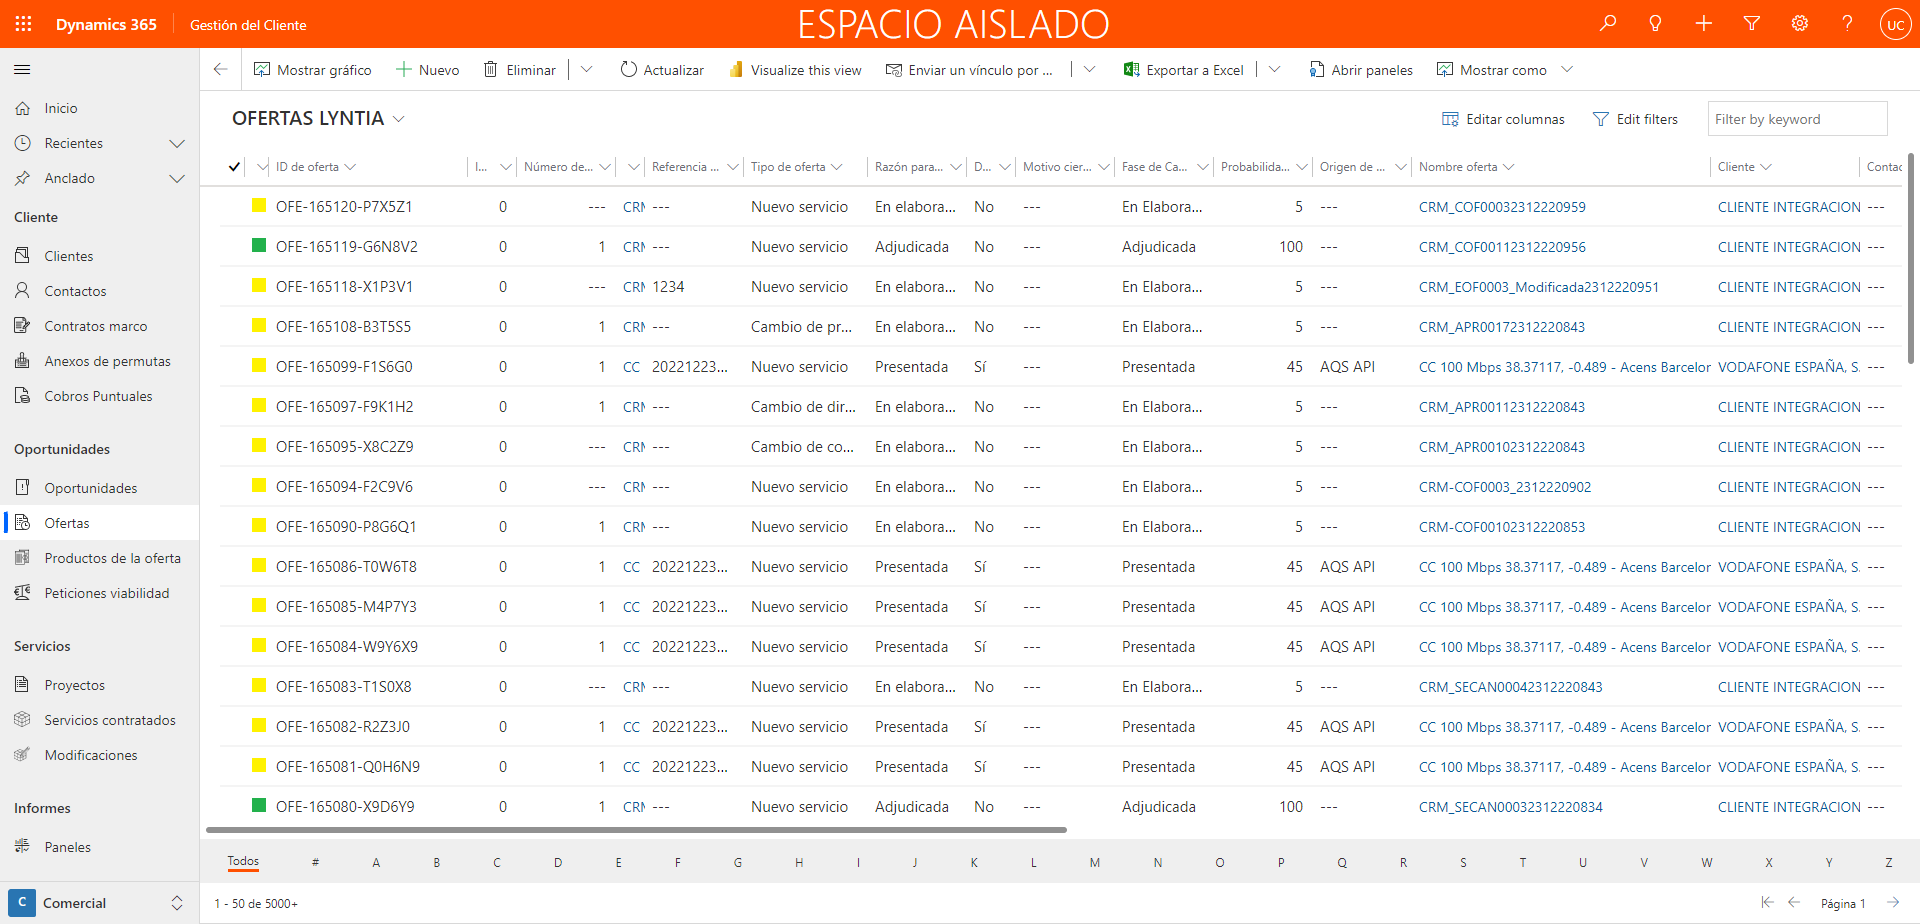 Dynamics 365
Gestión del Cliente
ESPACIO AISLADO
UC
Mostrar gráfico
Nuevo
Eliminar
Actualizar
Visualize this view
Enviar un vínculo por ...
Exportar a Excel
Abrir paneles
Mostrar como
Inicio
Recientes
Anclado
Cliente
Clientes
Contactos
Contratos marco
Anexos de permutas
Cobros Puntuales
Oportunidades
Oportunidades
Ofertas
Productos de la oferta
Peticiones viabilidad
Servicios
Proyectos
Servicios contratados
Modificaciones
Informes
Paneles
C Comercial
OFERTAS LYNTIA
Editar columnas
Edit filters
Filter by keyword
ID de oferta I... Número de... Referencia ... Tipo de oferta Razón para... D... Motivo cier... Fase de Ca... Probabilida... Origen de ... Nombre oferta Cliente Contac
OFE-165120-P7X5Z1 0 --- CRM --- Nuevo servicio En elabora... No --- En Elabora... 5 --- CRM_COF00032312220959 CLIENTE INTEGRACION ---
OFE-165119-G6N8V2 0 1 CRM --- Nuevo servicio Adjudicada No --- Adjudicada 100 --- CRM_COF00112312220956 CLIENTE INTEGRACION ---
OFE-165118-X1P3V1 0 --- CRM 1234 Nuevo servicio En elabora... No --- En Elabora... 5 --- CRM_EOF0003_Modificada2312220951 CLIENTE INTEGRACION ---
OFE-165108-B3T5S5 0 1 CRM --- Cambio de pr... En elabora... No --- En Elabora... 5 --- CRM_APR00172312220843 CLIENTE INTEGRACION ---
OFE-165099-F1S6G0 0 1 CC 20221223... Nuevo servicio Presentada Sí --- Presentada 45 AQS API CC 100 Mbps 38.37117, -0.489 - Acens Barcelor VODAFONE ESPAÑA, S. ---
OFE-165097-F9K1H2 0 1 CRM --- Cambio de dir... En elabora... No --- En Elabora... 5 --- CRM_APR00112312220843 CLIENTE INTEGRACION ---
OFE-165095-X8C2Z9 0 --- CRM --- Cambio de co... En elabora... No --- En Elabora... 5 --- CRM_APR00102312220843 CLIENTE INTEGRACION ---
OFE-165094-F2C9V6 0 --- CRM --- Nuevo servicio En elabora... No --- En Elabora... 5 --- CRM-COF0003_2312220902 CLIENTE INTEGRACION ---
OFE-165090-P8G6Q1 0 1 CRM --- Nuevo servicio En elabora... No --- En Elabora... 5 --- CRM-COF00102312220853 CLIENTE INTEGRACION ---
OFE-165086-T0W6T8 0 1 CC 20221223... Nuevo servicio Presentada Sí --- Presentada 45 AQS API CC 100 Mbps 38.37117, -0.489 - Acens Barcelor VODAFONE ESPAÑA, S. ---
OFE-165085-M4P7Y3 0 1 CC 20221223... Nuevo servicio Presentada Sí --- Presentada 45 AQS API CC 100 Mbps 38.37117, -0.489 - Acens Barcelor VODAFONE ESPAÑA, S. ---
OFE-165084-W9Y6X9 0 1 CC 20221223... Nuevo servicio Presentada Sí --- Presentada 45 AQS API CC 100 Mbps 38.37117, -0.489 - Acens Barcelor VODAFONE ESPAÑA, S. ---
OFE-165083-T1S0X8 0 --- CRM --- Nuevo servicio En elabora... No --- En Elabora... 5 --- CRM_SECAN00042312220843 CLIENTE INTEGRACION ---
OFE-165082-R2Z3J0 0 1 CC 20221223... Nuevo servicio Presentada Sí --- Presentada 45 AQS API CC 100 Mbps 38.37117, -0.489 - Acens Barcelor VODAFONE ESPAÑA, S. ---
OFE-165081-Q0H6N9 0 1 CC 20221223... Nuevo servicio Presentada Sí --- Presentada 45 AQS API CC 100 Mbps 38.37117, -0.489 - Acens Barcelor VODAFONE ESPAÑA, S. ---
OFE-165080-X9D6Y9 0 1 CRM --- Nuevo servicio Adjudicada No --- Adjudicada 100 --- CRM_SECAN00032312220834 CLIENTE INTEGRACION ---
Todos # A B C D E F G H I J K L M N O P Q R S T U V W X Y Z
1 - 50 de 5000+
Página 1